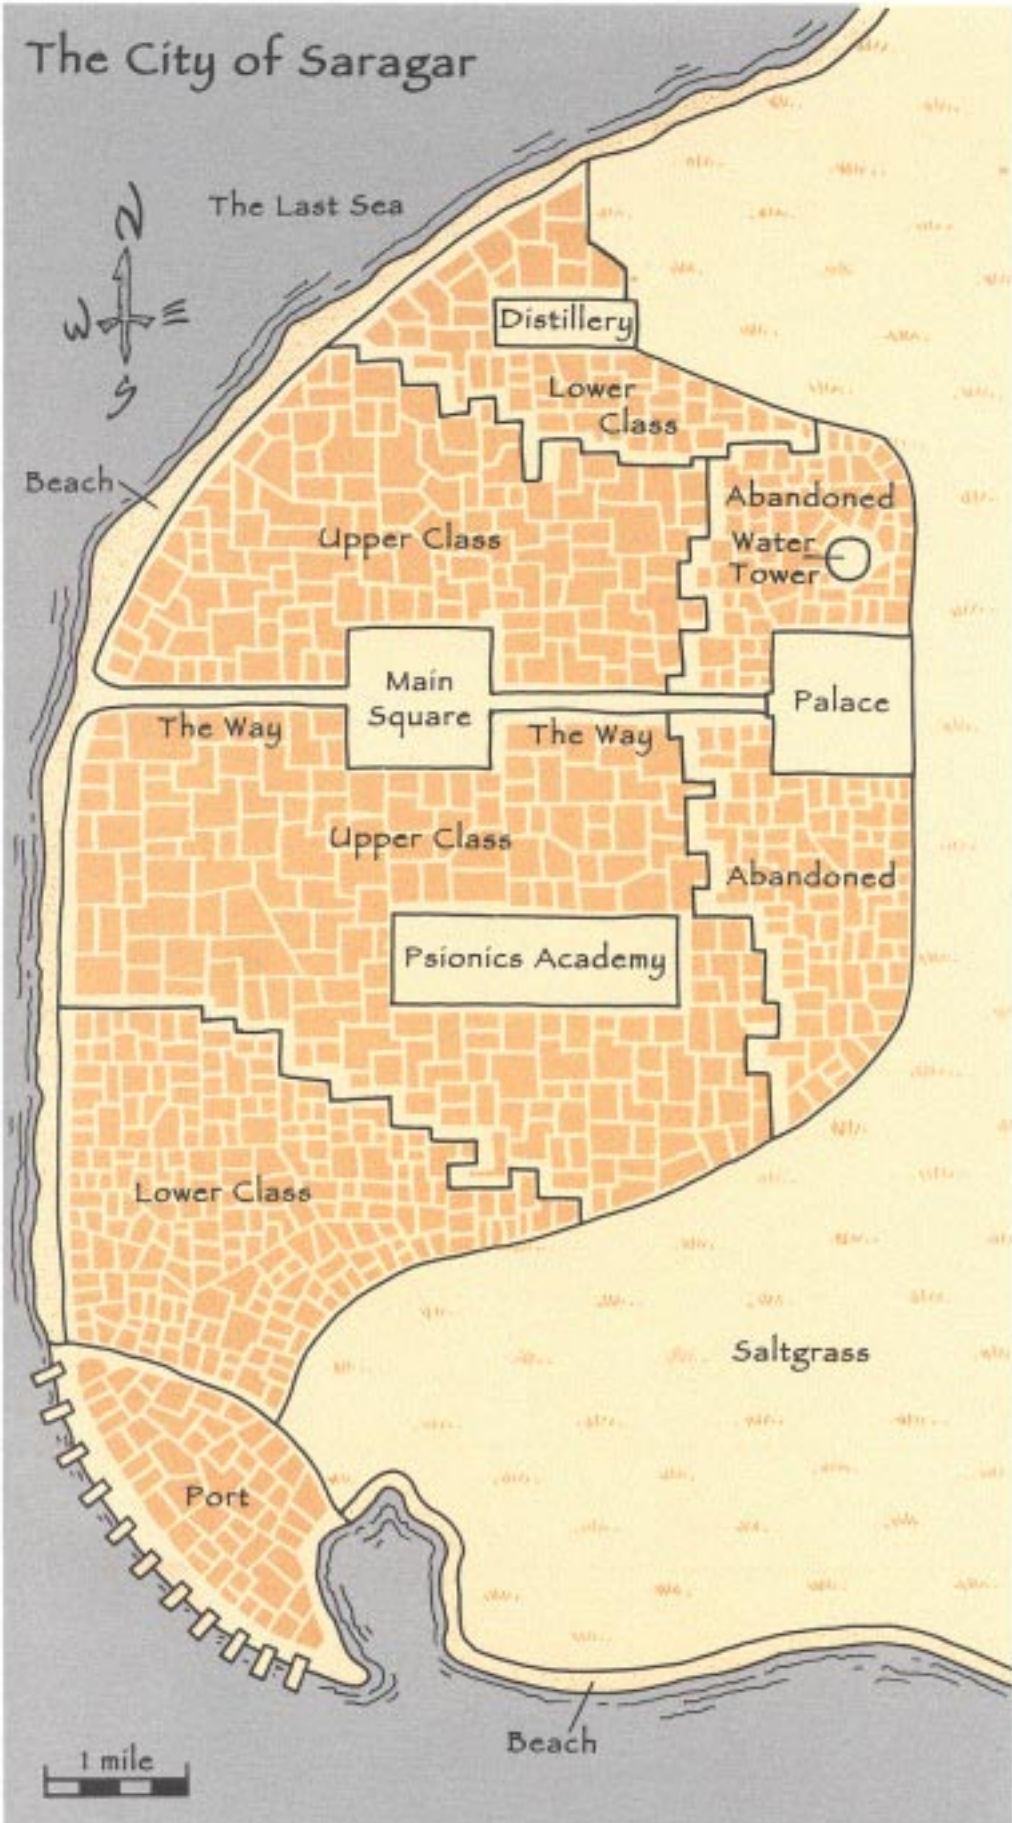 The City of Saragar
N
The Last Sea
W E
S
Distillery
Lower
Class
Beach
Abandoned
Upper Class
Water
Tower
Main
Square
Palace
The Way
The Way
Upper Class
Abandoned
Psionics Academy
Lower Class
Saltgrass
Port
Beach
1 mile